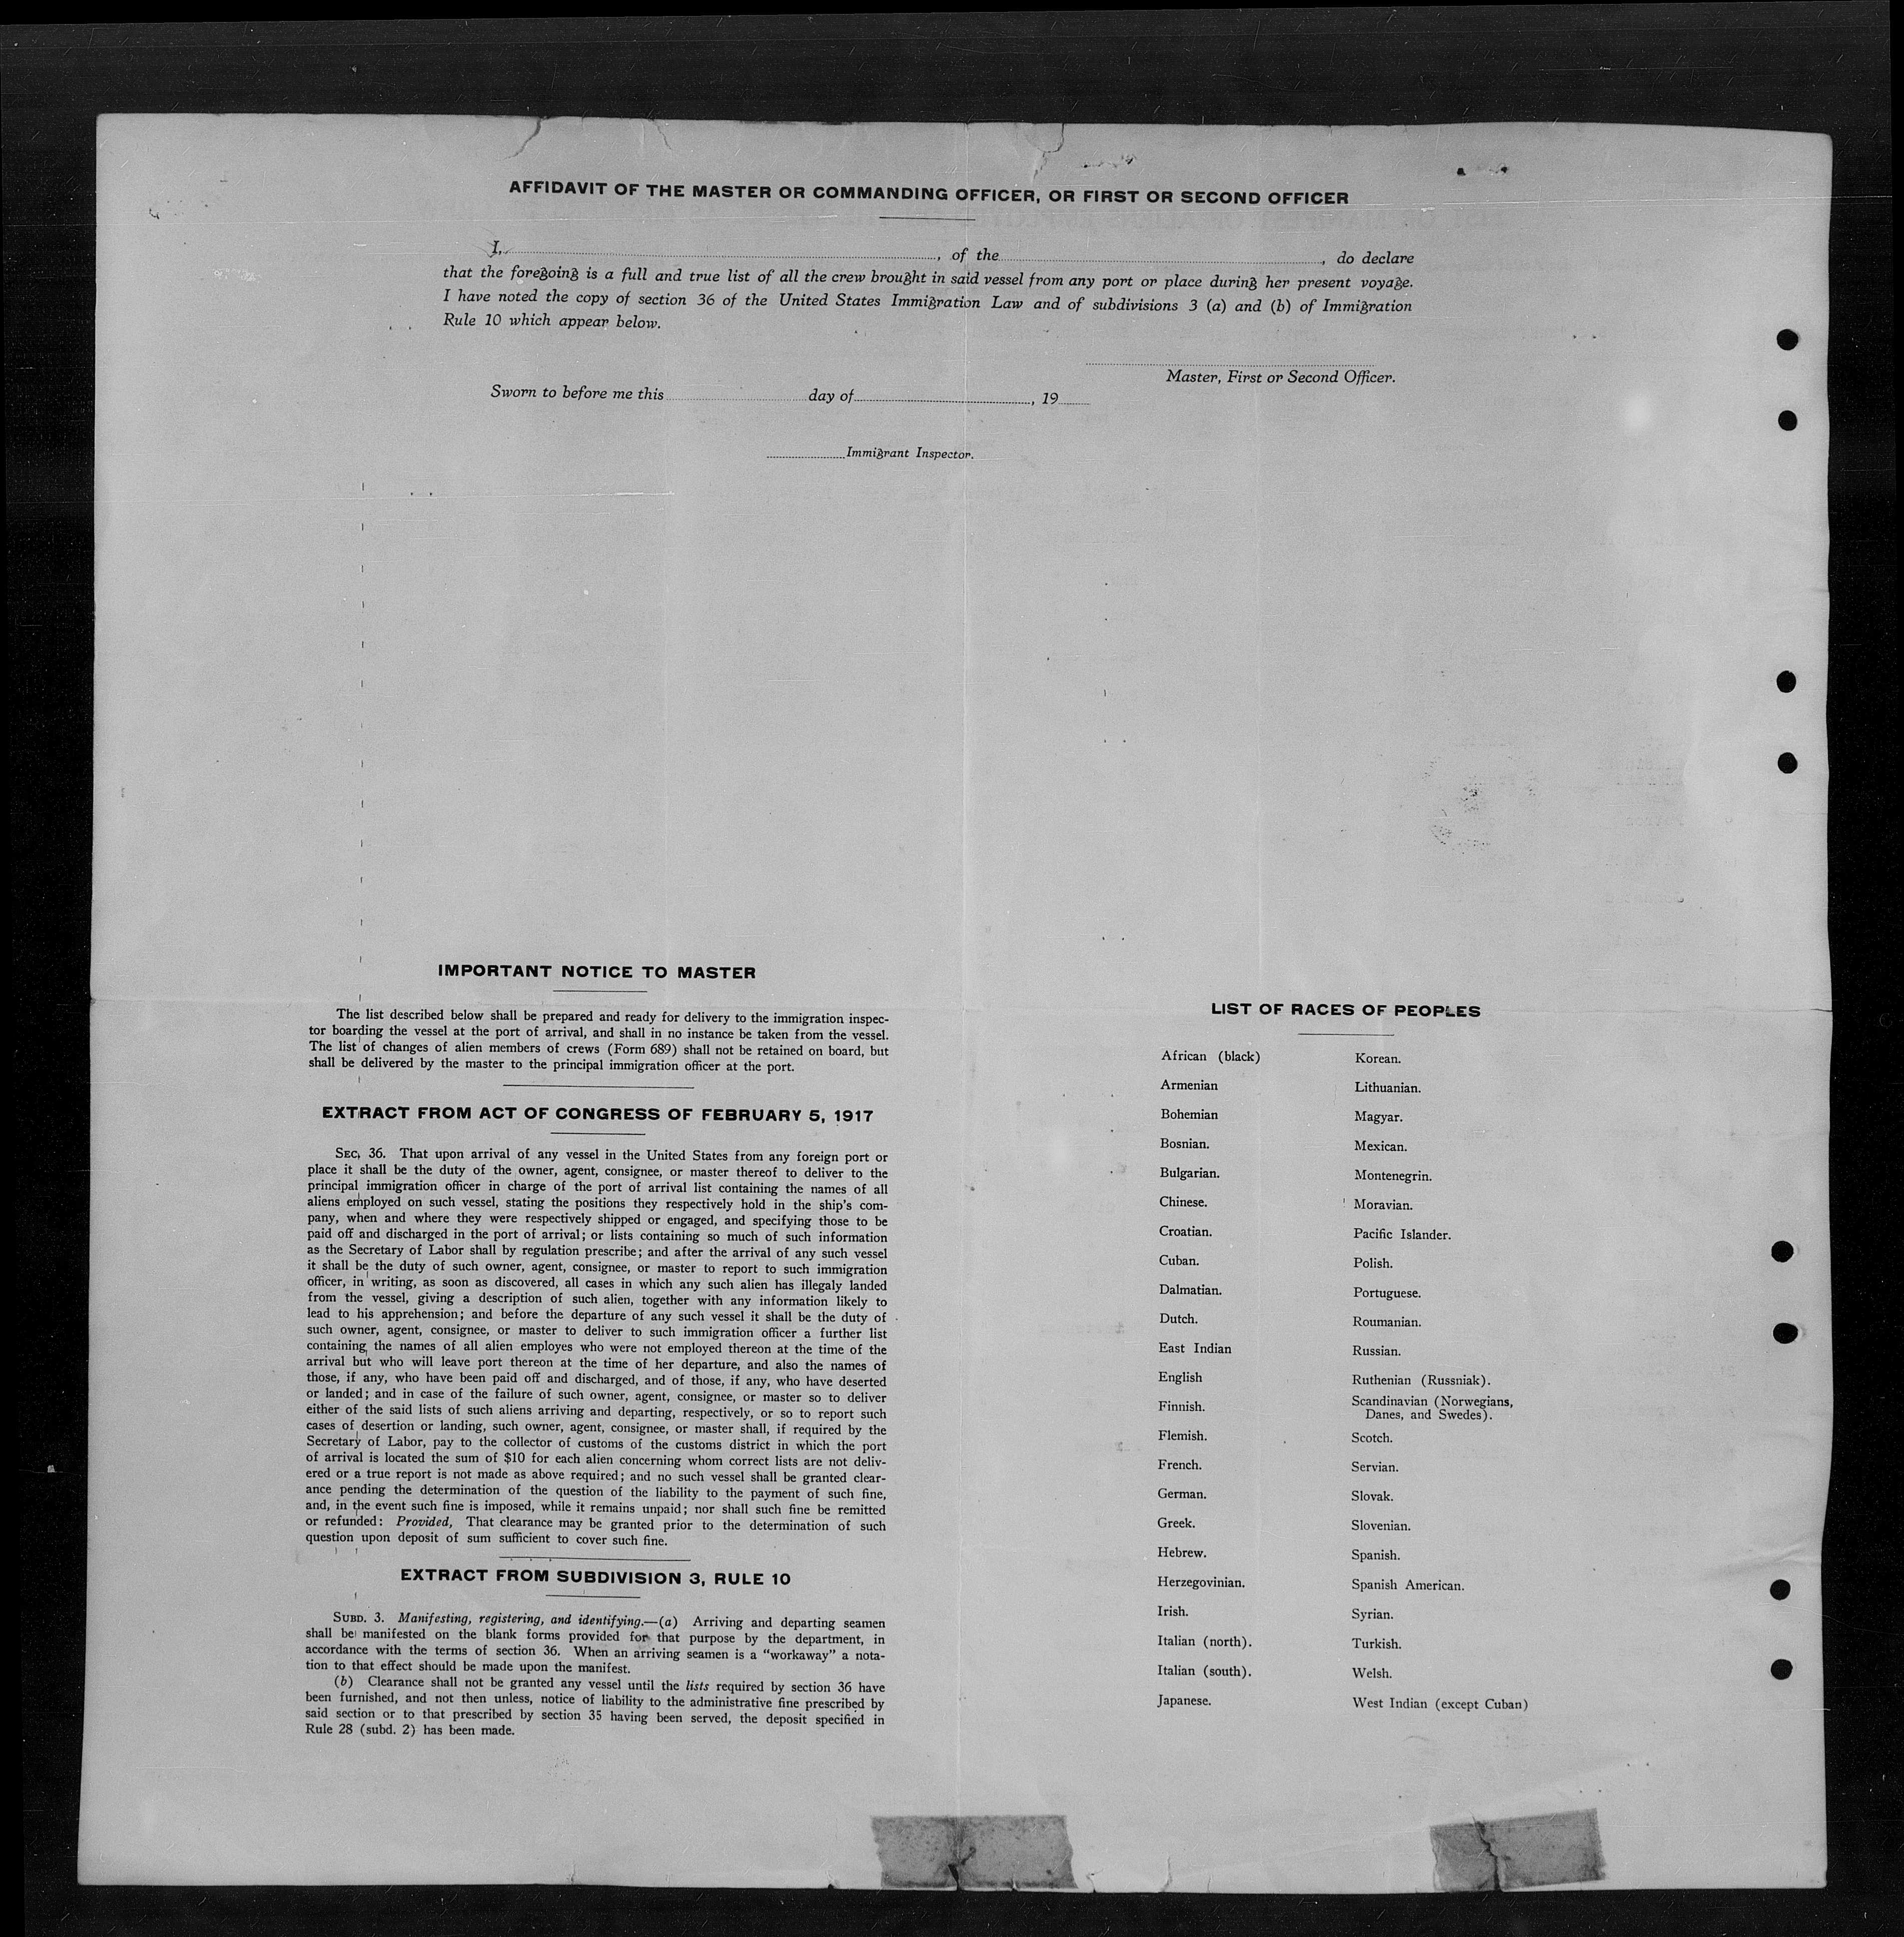 AFFIDAVIT OF THE MASTER OR COMMANDING OFFICER, OR FIRST OR SECOND OFFICER
I, , of the , do declare
that the foregoing is a full and true list of all the crew brought in said vessel from any port or place during her present voyage.
I have noted the copy of section 36 of the United States Immigration Law and of subdivisions 3 (a) and (b) of Immigration
Rule 10 which appear below.
Master, First or Second Officer.
Sworn to before me this day of , 19
Immigrant Inspector.
IMPORTANT NOTICE TO MASTER
The list described below shall be prepared and ready for delivery to the immigration inspec-
tor boarding the vessel at the port of arrival, and shall in no instance be taken from the vessel.
The list of changes of alien members of crews (Form 689) shall not be retained on board, but
shall be delivered by the master to the principal immigration officer at the port.
EXTRACT FROM ACT OF CONGRESS OF FEBRUARY 5, 1917
SEC. 36. That upon arrival of any vessel in the United States from any foreign port or
place it shall be the duty of the owner, agent, consignee, or master thereof to deliver to the
principal immigration officer in charge of the port of arrival list containing the names of all
aliens employed on such vessel, stating the positions they respectively hold in the ship's com-
pany, when and where they were respectively shipped or engaged, and specifying those to be
paid off and discharged in the port of arrival; or lists containing so much of such information
as the Secretary of Labor shall by regulation prescribe; and after the arrival of any such vessel
it shall be the duty of such owner, agent, consignee, or master to report to such immigration
officer, in writing, as soon as discovered, all cases in which any such alien has illegaly landed
from the vessel, giving a description of such alien, together with any information likely to
lead to his apprehension; and before the departure of any such vessel it shall be the duty of
such owner, agent, consignee, or master to deliver to such immigration officer a further list
containing the names of all alien employes who were not employed thereon at the time of the
arrival but who will leave port thereon at the time of her departure, and also the names of
those, if any, who have been paid off and discharged, and of those, if any, who have deserted
or landed; and in case of the failure of such owner, agent, consignee, or master so to deliver
either of the said lists of such aliens arriving and departing, respectively, or so to report such
cases of desertion or landing, such owner, agent, consignee, or master shall, if required by the
Secretary of Labor, pay to the collector of customs of the customs district in which the port
of arrival is located the sum of $10 for each alien concerning whom correct lists are not deliv-
ered or a true report is not made as above required; and no such vessel shall be granted clear-
ance pending the determination of the question of the liability to the payment of such fine,
and, in the event such fine is imposed, while it remains unpaid; nor shall such fine be remitted
or refunded: Provided, That clearance may be granted prior to the determination of such
question upon deposit of sum sufficient to cover such fine.
EXTRACT FROM SUBDIVISION 3, RULE 10
SUBD. 3. Manifesting, registering, and identifying.—(a) Arriving and departing seamen
shall be manifested on the blank forms provided for that purpose by the department, in
accordance with the terms of section 36. When an arriving seamen is a "workaway" a nota-
tion to that effect should be made upon the manifest.
(b) Clearance shall not be granted any vessel until the lists required by section 36 have
been furnished, and not then unless, notice of liability to the administrative fine prescribed by
said section or to that prescribed by section 35 having been served, the deposit specified in
Rule 28 (subd. 2) has been made.
LIST OF RACES OF PEOPLES
African (black)
Armenian
Bohemian
Bosnian.
Bulgarian.
Chinese.
Croatian.
Cuban.
Dalmatian.
Dutch.
East Indian
English
Finnish.
Flemish.
French.
German.
Greek.
Hebrew.
Herzegovinian.
Irish.
Italian (north).
Italian (south).
Japanese.
Korean.
Lithuanian.
Magyar.
Mexican.
Montenegrin.
Moravian.
Pacific Islander.
Polish.
Portuguese.
Roumanian.
Russian.
Ruthenian (Russniak).
Scandinavian (Norwegians,
Danes, and Swedes).
Scotch.
Servian.
Slovak.
Slovenian.
Spanish.
Spanish American.
Syrian.
Turkish.
Welsh.
West Indian (except Cuban)